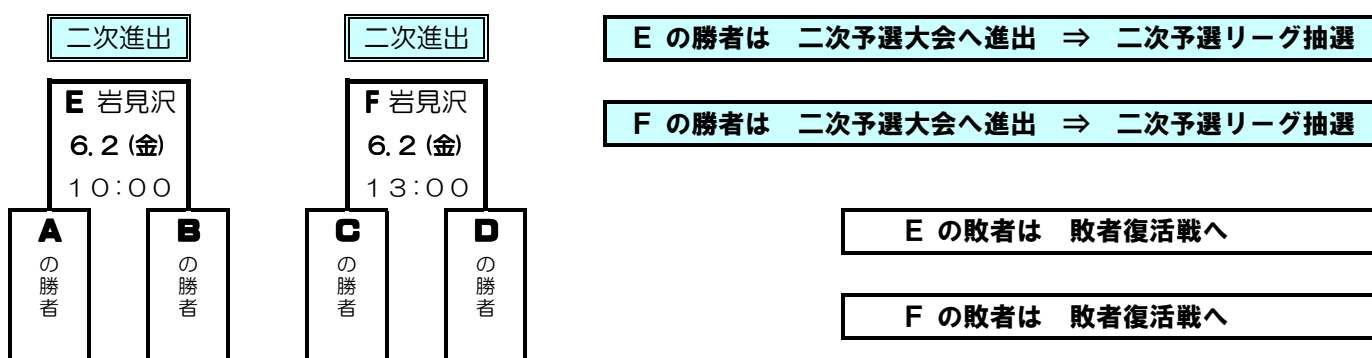 二次進出
二次進出
E の勝者は 二次予選大会へ進出 ⇒ 二次予選リーグ抽選
E 岩見沢
6.2(金)
10:00
F 岩見沢
6.2(金)
13:00
F の勝者は 二次予選大会へ進出 ⇒ 二次予選リーグ抽選
Aの勝者
Bの勝者
Cの勝者
Dの勝者
E の敗者は 敗者復活戦へ
F の敗者は 敗者復活戦へ